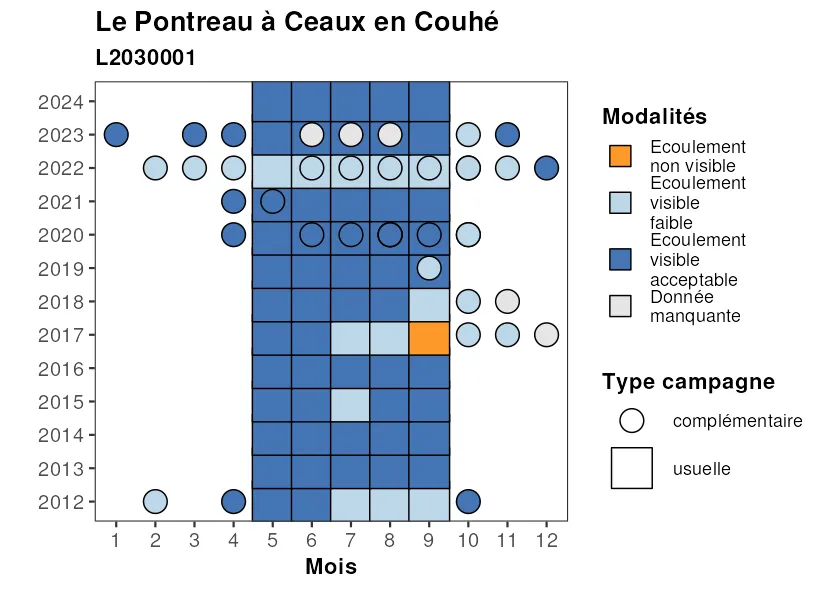 Le Pontreau à Ceaux en Couhé
L2030001
2024
2023
2022
2021
2020
2019
2018
2017
2016
2015
2014
2013
2012
1 2 3 4 5 6 7 8 9 10 11 12
Mois
Modalités
Ecoulement
non visible
Ecoulement
visible
faible
Ecoulement
visible
acceptable
Donnée
manquante
Type campagne
complémentaire
usuelle